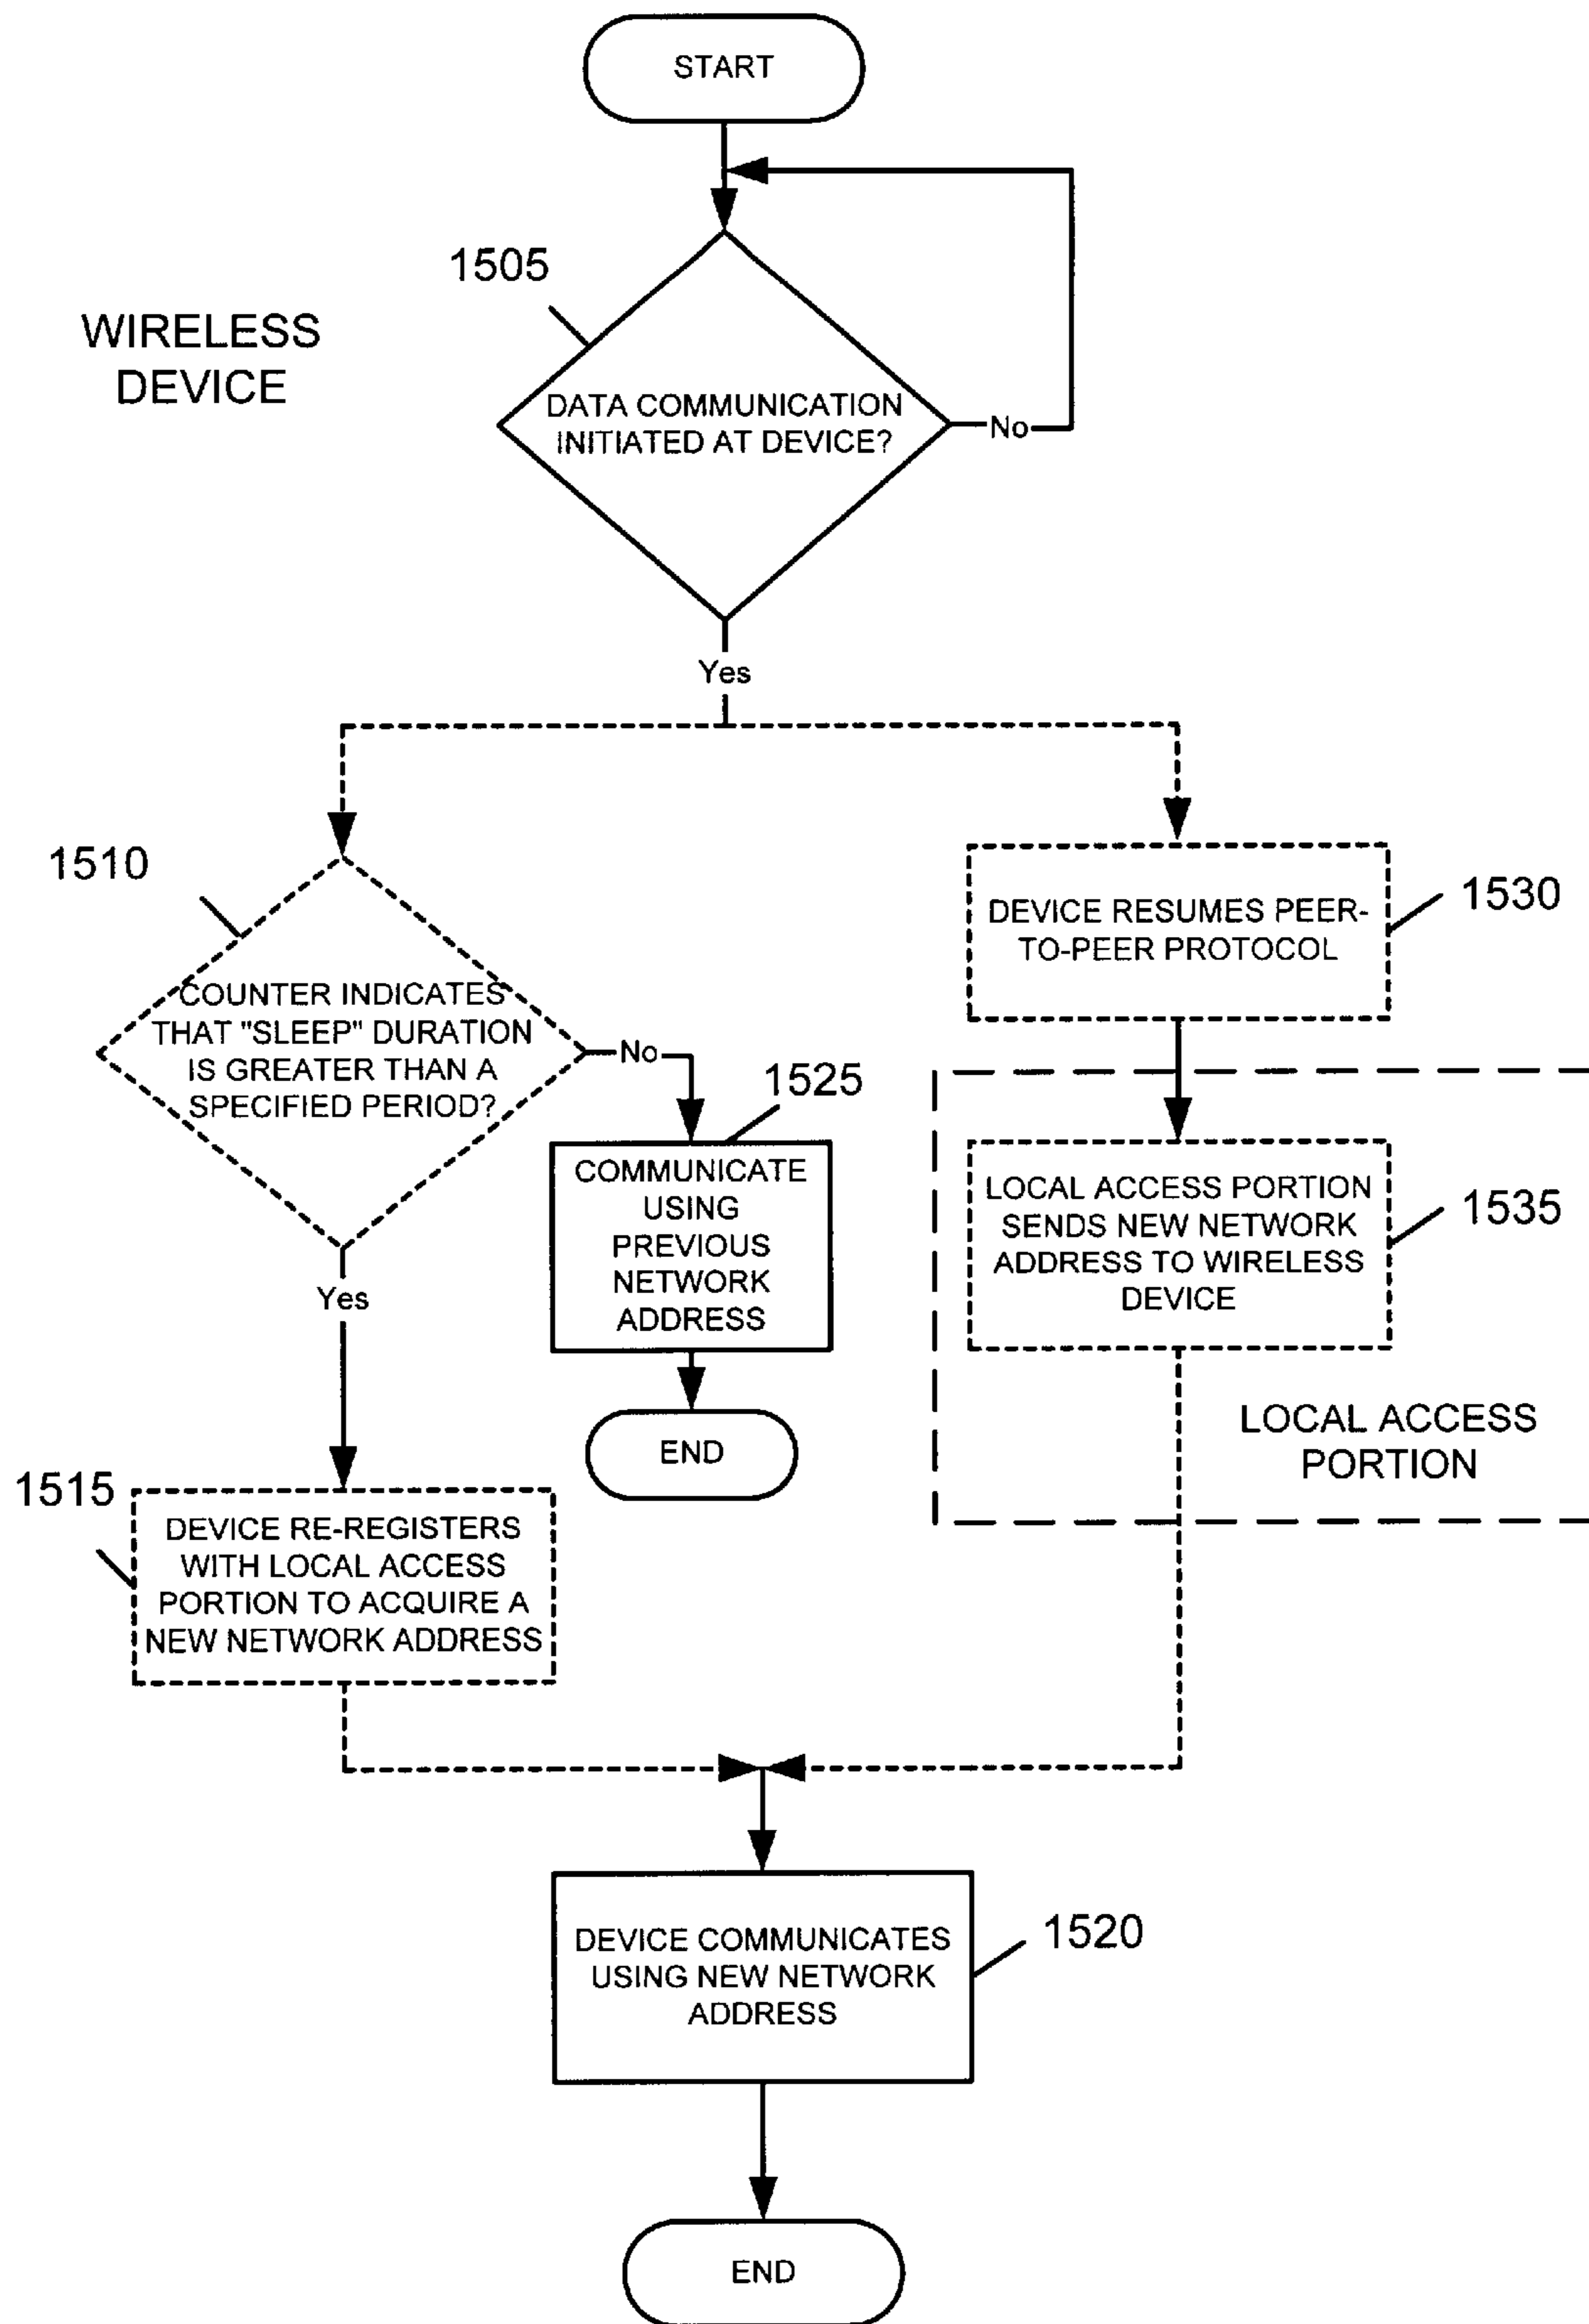 START
1505
WIRELESS
DEVICE
DATA COMMUNICATION
INITIATED AT DEVICE?
No
Yes
1510
COUNTER INDICATES
THAT "SLEEP" DURATION
IS GREATER THAN A
SPECIFIED PERIOD?
No
Yes
1530
DEVICE RESUMES PEER-
TO-PEER PROTOCOL
1525
COMMUNICATE
USING
PREVIOUS
NETWORK
ADDRESS
END
1535
LOCAL ACCESS PORTION
SENDS NEW NETWORK
ADDRESS TO WIRELESS
DEVICE
LOCAL ACCESS
PORTION
1515
DEVICE RE-REGISTERS
WITH LOCAL ACCESS
PORTION TO ACQUIRE A
NEW NETWORK ADDRESS
1520
DEVICE COMMUNICATES
USING NEW NETWORK
ADDRESS
END